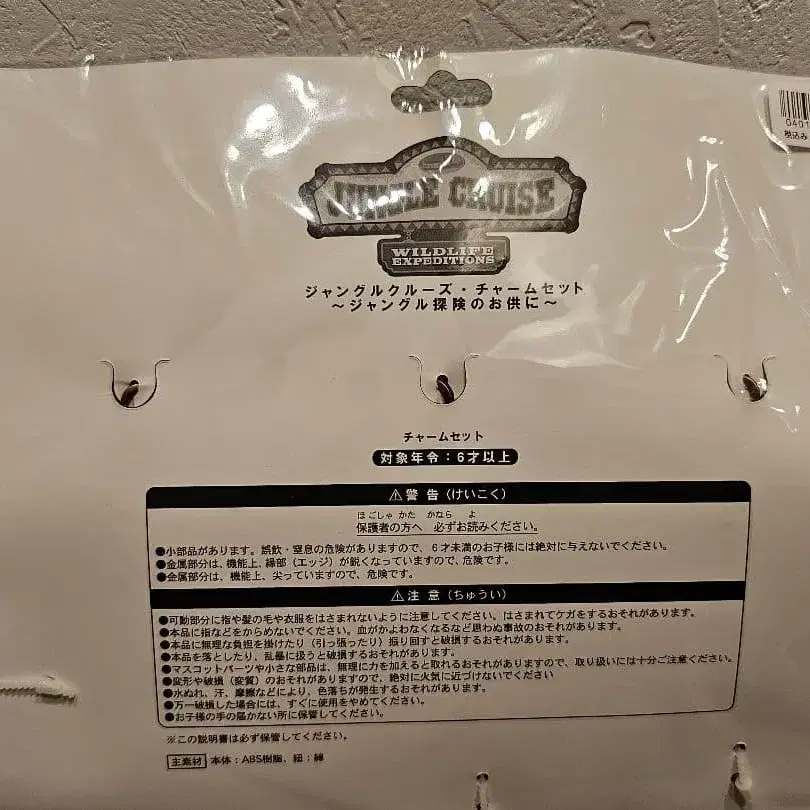 0401
税込み
JUNGLE CRUISE
WILDLIFE
EXPEDITIONS
ジャングルクルーズ・チャームセット
～ジャングル探険のお供に～
チャームセット
対象年令：6才以上
⚠警 告（けいこく）
ほごしゃ かた かなら よ
保護者の方へ 必ずお読みください。
●小部品があります。誤飲・窒息の危険がありますので、6才未満のお子様には絶対に与えないでください。
●金属部分は、機能上、縁部（エッジ）が鋭くなっていますので、危険です。
●金属部分は、機能上、尖っていますので、危険です。
⚠注 意（ちゅうい）
●可動部分に指や髪の毛や衣服をはさまれないように注意してください。はさまれてケガをするおそれがあります。
●本品に指などをからめないでください。血がかよわなくなるなど思わぬ事故のおそれがあります。
●本品に無理な負担を掛けたり（引っ張ったり）振り回すと破損するおそれがあります。
●本品を落としたり、乱暴に扱うと破損するおそれがあります。
●マスコットパーツや小さな部品は、無理に力を加えると取れるおそれがありますので、取り扱いには十分ご注意ください。
●変形や破損（変質）のおそれがありますので、絶対に火気に近づけないでください
●水ぬれ、汗、摩擦などにより、色落ちが発生するおそれがあります。
●万一破損した場合には、すぐに使用をやめてください。
●お子様の手の届かない所に保管してください。
※この説明書は必ず保管してください。
主素材 本体：ABS樹脂、紐：綿